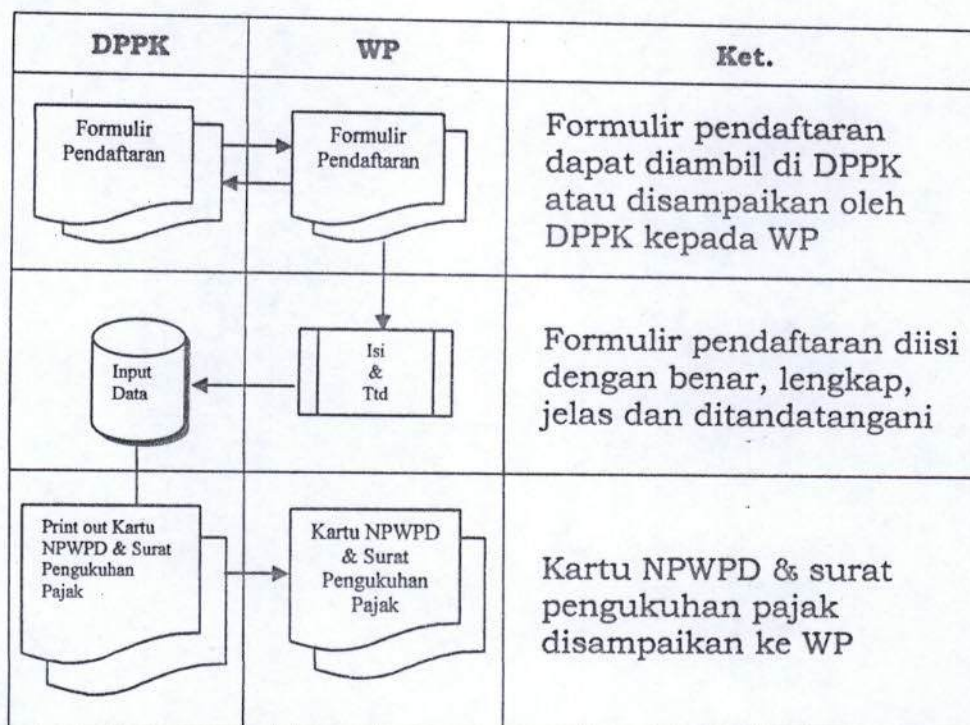 DPPK
WP
Ket.
Formulir
Pendaftaran
Formulir
Pendaftaran
Formulir pendaftaran
dapat diambil di DPPK
atau disampaikan oleh
DPPK kepada WP
Input
Data
Isi
&
Ttd
Formulir pendaftaran diisi
dengan benar, lengkap,
jelas dan ditandatangani
Print out Kartu
NPWPD & Surat
Pengukuhan
Pajak
Kartu NPWPD
& Surat
Pengukuhan
Pajak
Kartu NPWPD & surat
pengukuhan pajak
disampaikan ke WP